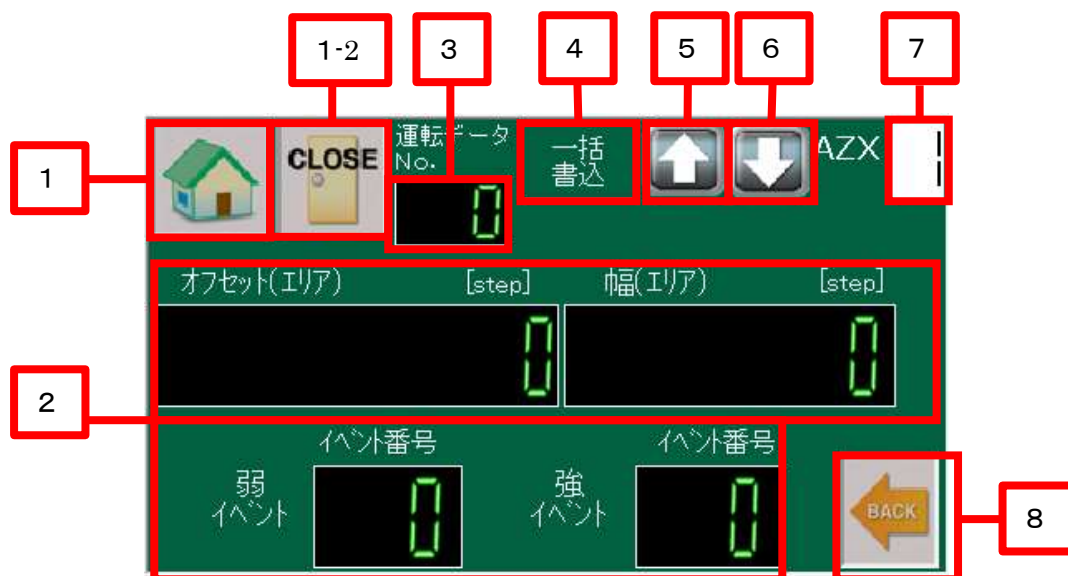 1-2
3
4
5
6
7
1
CLOSE
運転データ
No.
0
一括
書込
AZX
オフセット(エリア) [step]
幅(エリア) [step]
0
0
2
イベント番号
イベント番号
弱
イベント
0
強
イベント
0
BACK
8